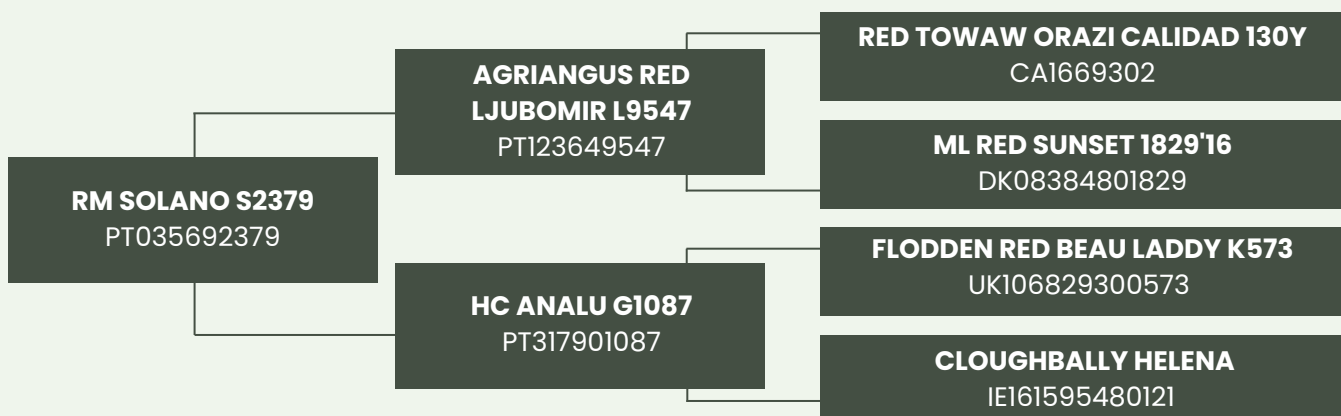 RED TOWAW ORAZI CALIDAD 130Y
CA1669302
AGRIANGUS RED
LJUBOMIR L9547
PT123649547
ML RED SUNSET 1829'16
DK08384801829
RM SOLANO S2379
PT035692379
FLODDEN RED BEAU LADDY K573
UK106829300573
HC ANALU G1087
PT317901087
CLOUGHBALLY HELENA
IE161595480121